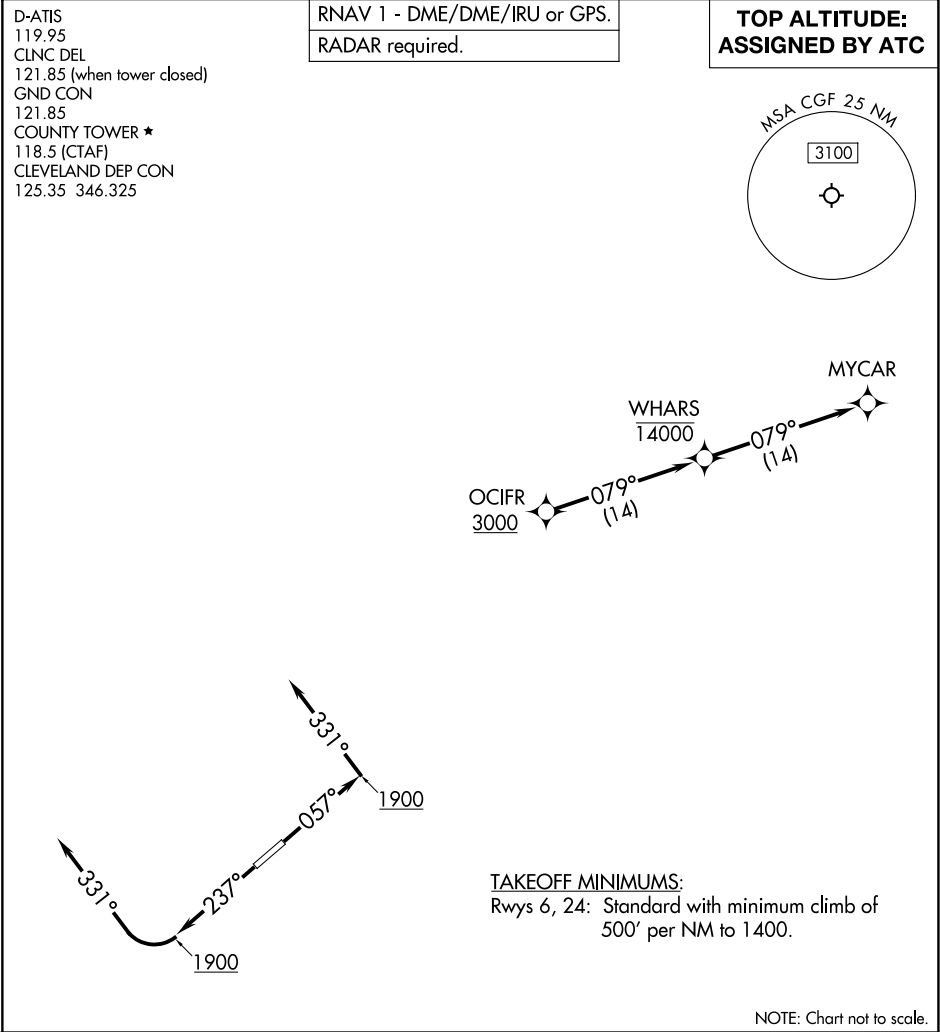 D-ATIS
119.95
CLNC DEL
121.85 (when tower closed)
GND CON
121.85
COUNTY TOWER ★
118.5 (CTAF)
CLEVELAND DEP CON
125.35 346.325
RNAV 1 - DME/DME/IRU or GPS.
RADAR required.
TOP ALTITUDE:
ASSIGNED BY ATC
MSA CGF 25 NM
3100
MYCAR
WHARS
14000
079°
(14)
OCIFR
3000
079°
(14)
331°
1900
057°
237°
331°
1900
TAKEOFF MINIMUMS:
Rwys 6, 24: Standard with minimum climb of
500' per NM to 1400.
NOTE: Chart not to scale.